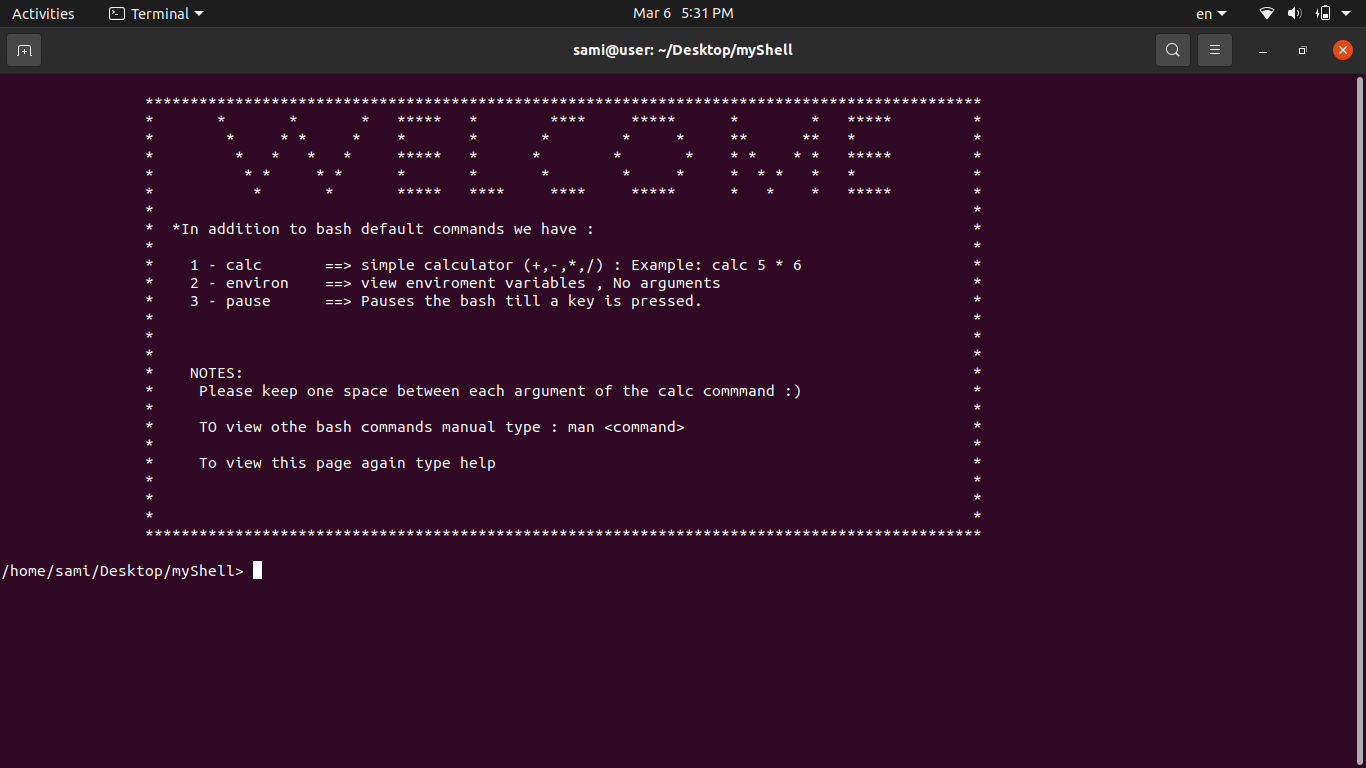 Activities Terminal Mar 6 5:31 PM en
sami@user: ~/Desktop/myShell
WELCOME
*In addition to bash default commands we have :
1 - calc ==> simple calculator (+,-,*,/) : Example: calc 5 * 6
2 - environ ==> view enviroment variables , No arguments
3 - pause ==> Pauses the bash till a key is pressed.
NOTES:
Please keep one space between each argument of the calc commmand :)
TO view othe bash commands manual type : man <command>
To view this page again type help
/home/sami/Desktop/myShell>